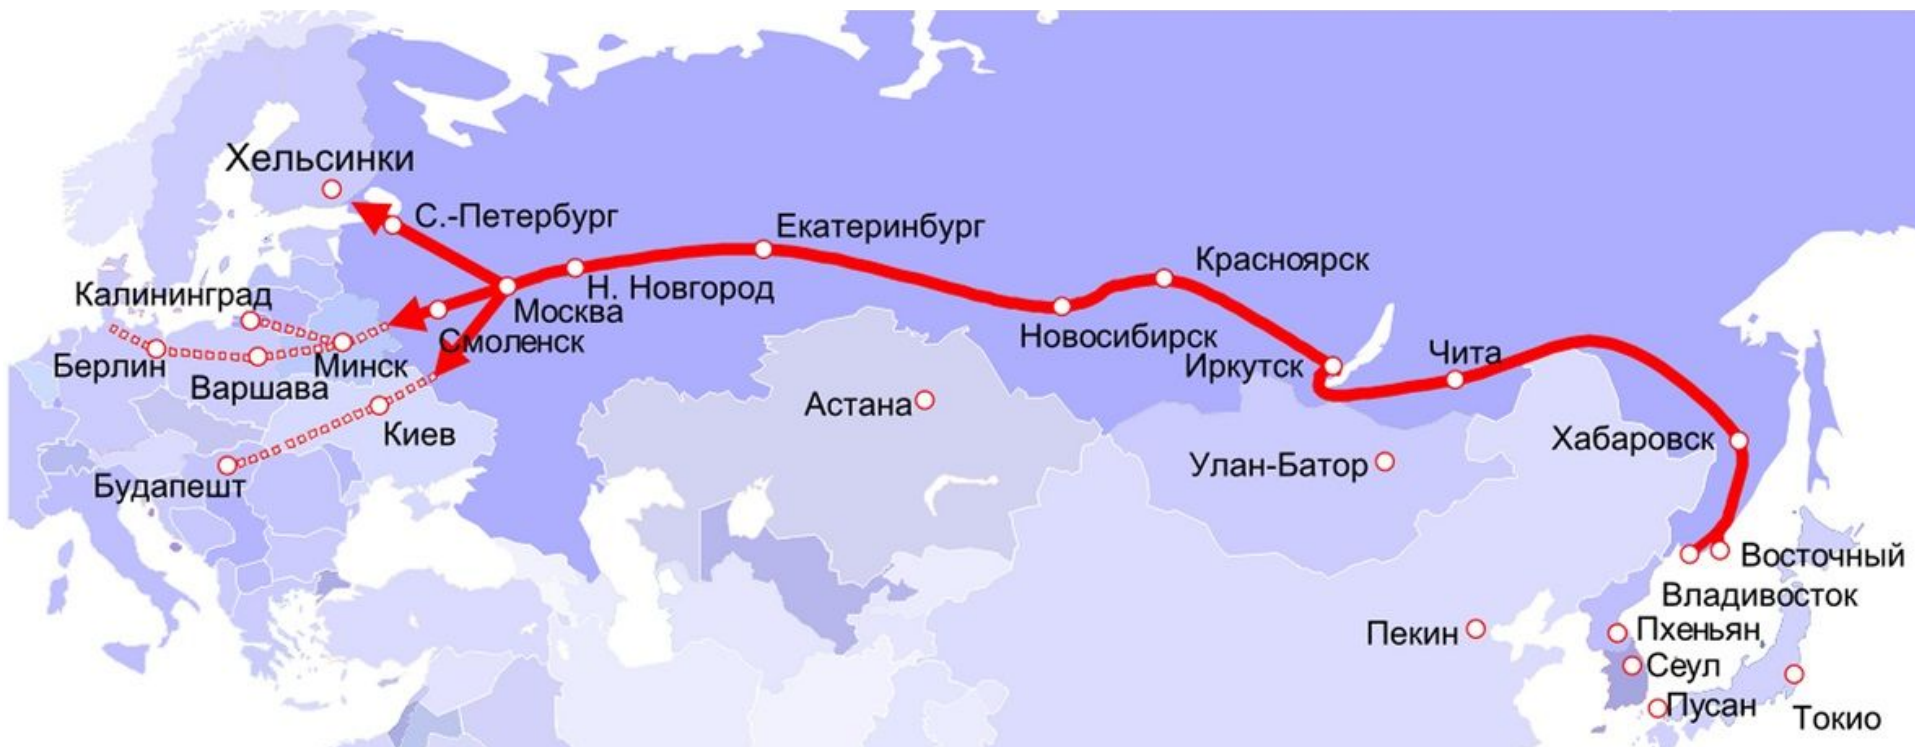 Хельсинки
С.-Петербург
Екатеринбург
Красноярск
Калининград
Н. Новгород
Москва
Смоленск
Новосибирск
Чита
Берлин
Варшава
Минск
Иркутск
Астана
Киев
Хабаровск
Улан-Батор
Будапешт
Восточный
Владивосток
Пекин
Пхеньян
Сеул
Пусан
Токио